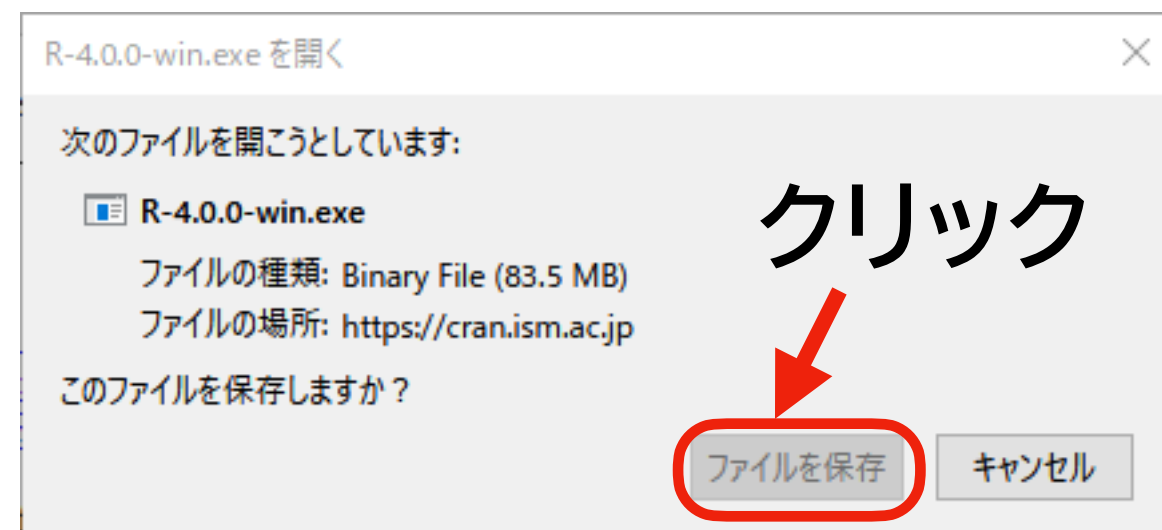 R-4.0.0-win.exe を開く
次のファイルを開こうとしています:
R-4.0.0-win.exe
クリック
ファイルの種類: Binary File (83.5 MB)
ファイルの場所: https://cran.ism.ac.jp
このファイルを保存しますか？
ファイルを保存
キャンセル